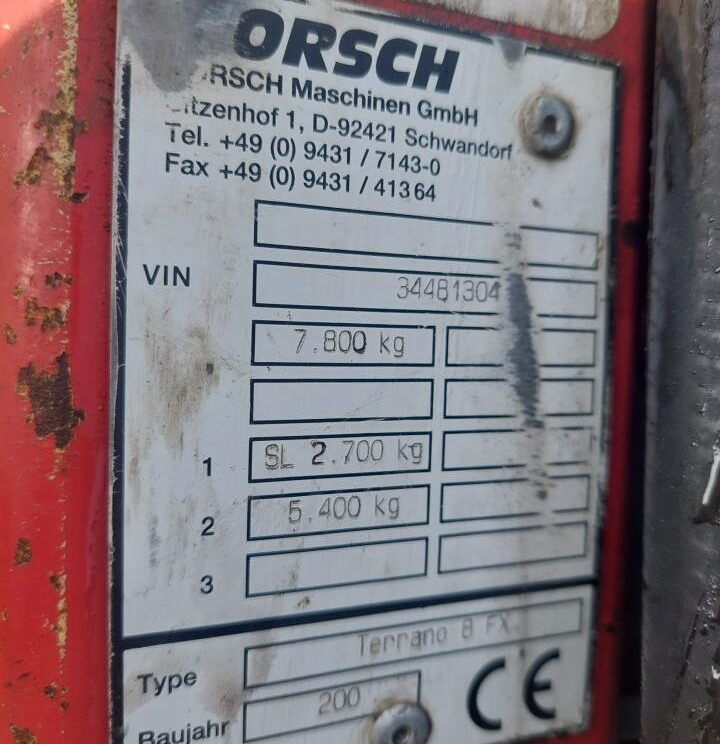 ORSCH
RSCH Maschinen GmbH
itzenhof 1, D-92421 Schwandorf
Tel. +49 (0) 9431 / 7143-0
Fax +49 (0) 9431 / 41364
VIN 34481304
7.800 kg
1 SL 2.700 kg
2 5.400 kg
3
Type Terrano 8 FX
Baujahr 200
CE